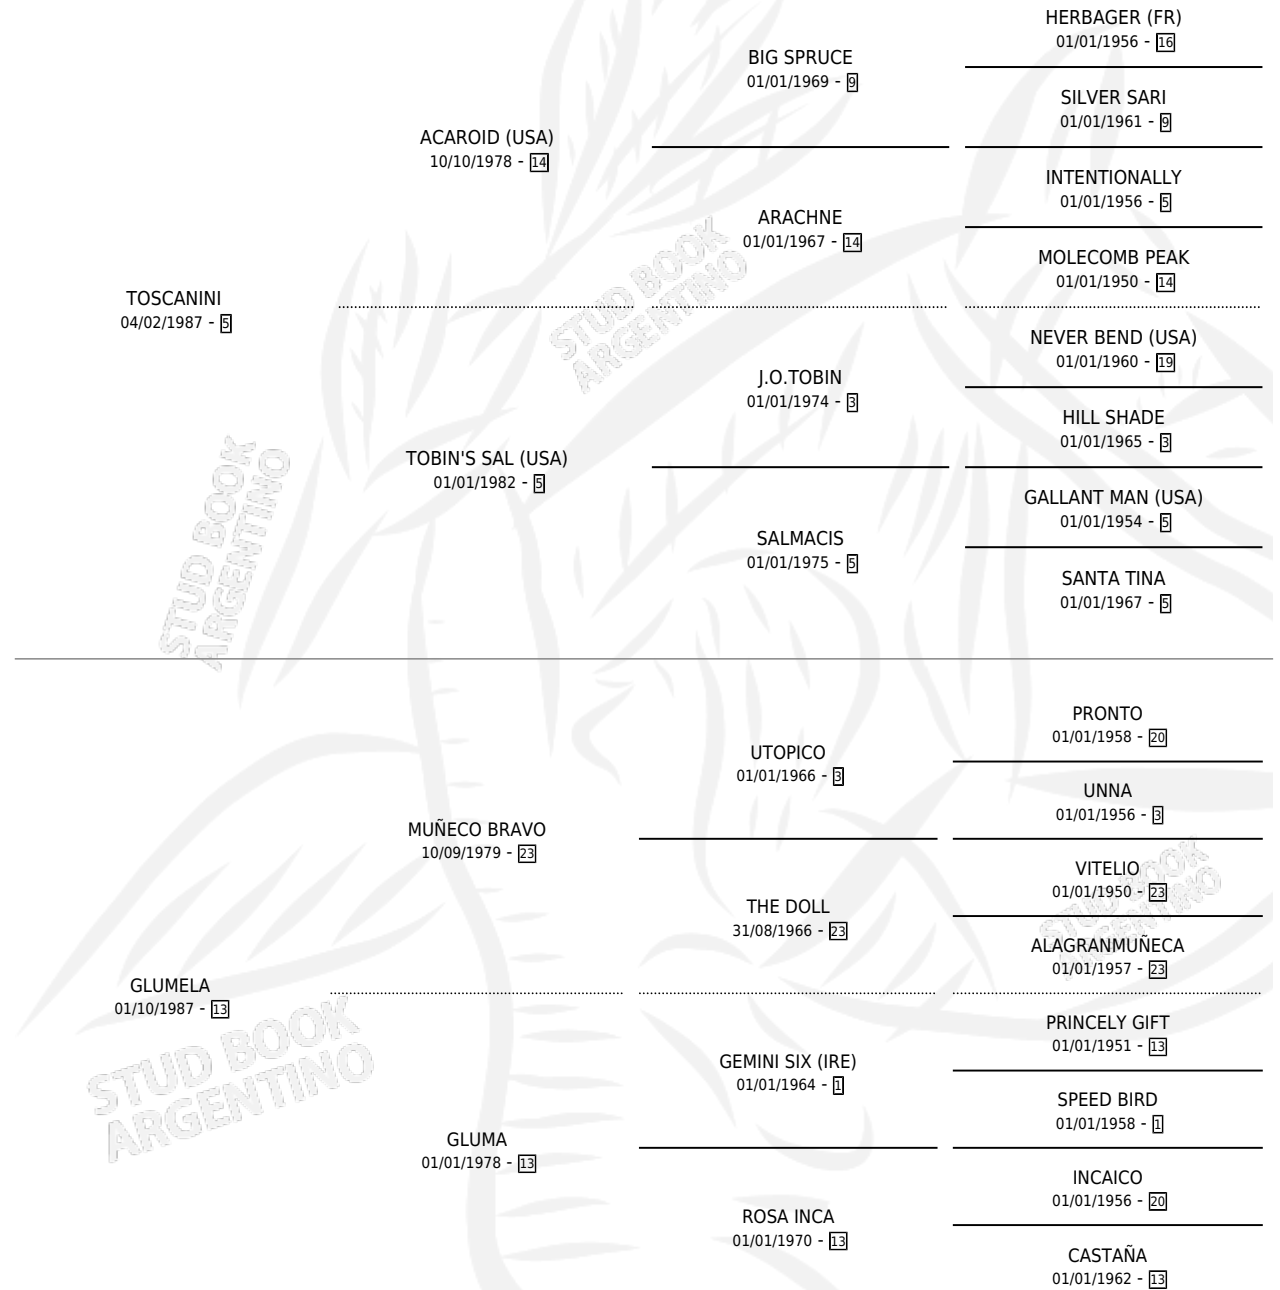 HERBAGER (FR)
01/01/1956 - 16
BIG SPRUCE
01/01/1969 - 9
SILVER SARI
01/01/1961 - 9
ACAROID (USA)
10/10/1978 - 14
INTENTIONALLY
01/01/1956 - 5
ARACHNE
01/01/1967 - 14
MOLECOMB PEAK
01/01/1950 - 14
TOSCANINI
04/02/1987 - 5
STUD BOOK
ARGENTINO
NEVER BEND (USA)
01/01/1960 - 19
J.O.TOBIN
01/01/1974 - 3
HILL SHADE
01/01/1965 - 3
TOBIN'S SAL (USA)
01/01/1982 - 5
GALLANT MAN (USA)
01/01/1954 - 5
SALMACIS
01/01/1975 - 5
SANTA TINA
01/01/1967 - 5
STUD BOOK
ARGENTINO
PRONTO
01/01/1958 - 20
UTOPICO
01/01/1966 - 3
UNNA
01/01/1956 - 3
MUÑECO BRAVO
10/09/1979 - 23
VITELIO
01/01/1950 - 23
THE DOLL
31/08/1966 - 23
ALAGRANMUÑECA
01/01/1957 - 23
STUD BOOK
ARGENTINO
GLUMELA
01/10/1987 - 13
PRINCELY GIFT
01/01/1951 - 13
GEMINI SIX (IRE)
01/01/1964 - 1
SPEED BIRD
01/01/1958 - 1
STUD BOOK
ARGENTINO
GLUMA
01/01/1978 - 13
INCAICO
01/01/1956 - 20
ROSA INCA
01/01/1970 - 13
CASTAÑA
01/01/1962 - 13